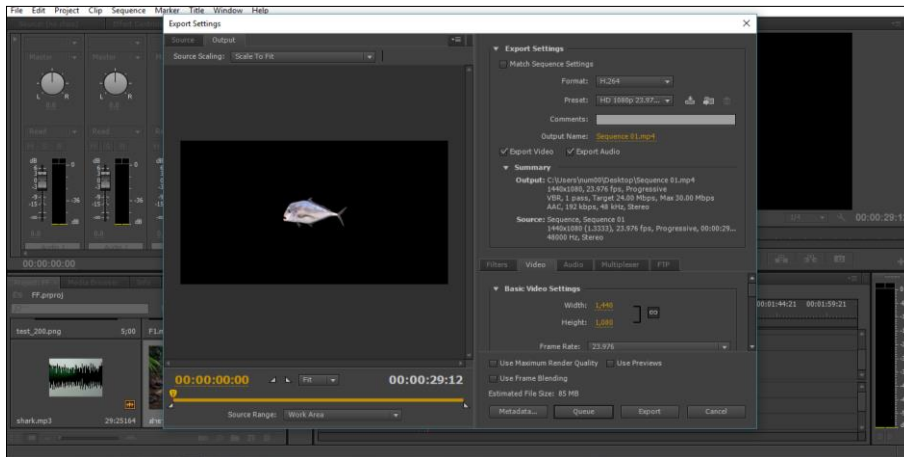 File Edit Project Clip Sequence Marker Title Window Help
Export Settings
Source Output
Source Scaling: Scale To Fit
Export Settings
Match Sequence Settings
Format: H.264
Preset: HD 1080p 23.97...
Comments:
Output Name: Sequence 01.mp4
Export Video Export Audio
Summary
Output: C:\Users\num00\Desktop\Sequence 01.mp4
1440x1080, 23.976 fps, Progressive
VBR, 1 pass, Target 24.00 Mbps, Max 30.00 Mbps
AAC, 192 kbps, 48 kHz, Stereo
Source: Sequence, Sequence 01
1440x1080 (1.3333), 23.976 fps, Progressive, 00:00:29...
48000 Hz, Stereo
Filters Video Audio Multiplexer FTP
Basic Video Settings
Width: 1,440
Height: 1,080
Frame Rate: 23.976
Use Maximum Render Quality Use Previews
Use Frame Blending
Estimated File Size: 85 MB
Metadata... Queue Export Cancel
00:00:00:00 Fit 00:00:29:12
Source Range: Work Area
Master Master
L R L R
Read Read
00:00:00:00
FF.prproj
test_200.png 5;00
shark.mp3 29:25164
1/4
00:01:44:21 00:01:59:21